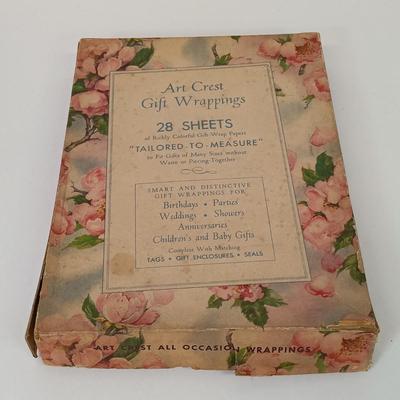 Art Crest
Gift Wrappings
28 SHEETS
of Richly Colorful Gift Wrap Papers
"TAILORED-TO-MEASURE"
to Fit Gifts of Many Sizes without
Waste or Piecing Together
SMART AND DISTINCTIVE
GIFT WRAPPINGS FOR
Birthdays • Parties
Weddings • Showers
Anniversaries
Children's and Baby Gifts
Complete With Matching
TAGS • GIFT ENCLOSURES • SEALS
ART CREST ALL OCCASION WRAPPINGS